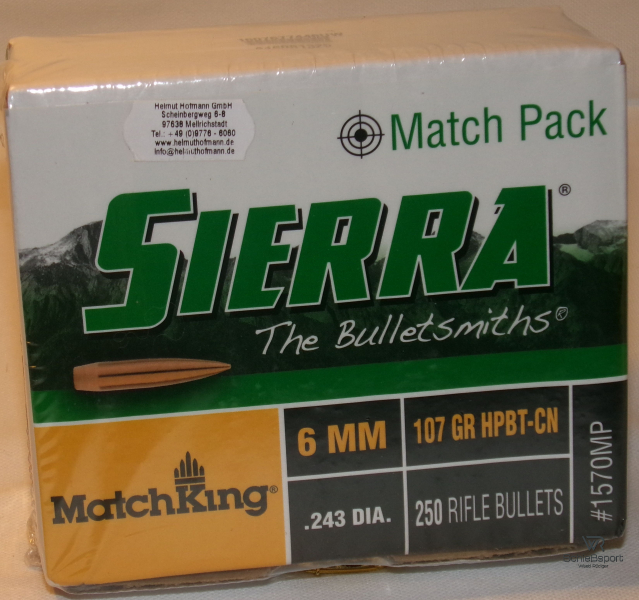 Helmut Hofmann GmbH
Scheinbergweg 6-8
97638 Mellrichstadt
Tel.: +49 (0)9776 - 6060
www.helmuthofmann.de
info@helmuthofmann.de
Match Pack
SIERRA®
The Bulletsmiths®
MatchKing®
6 MM
107 GR HPBT-CN
.243 DIA.
250 RIFLE BULLETS
#1570MP